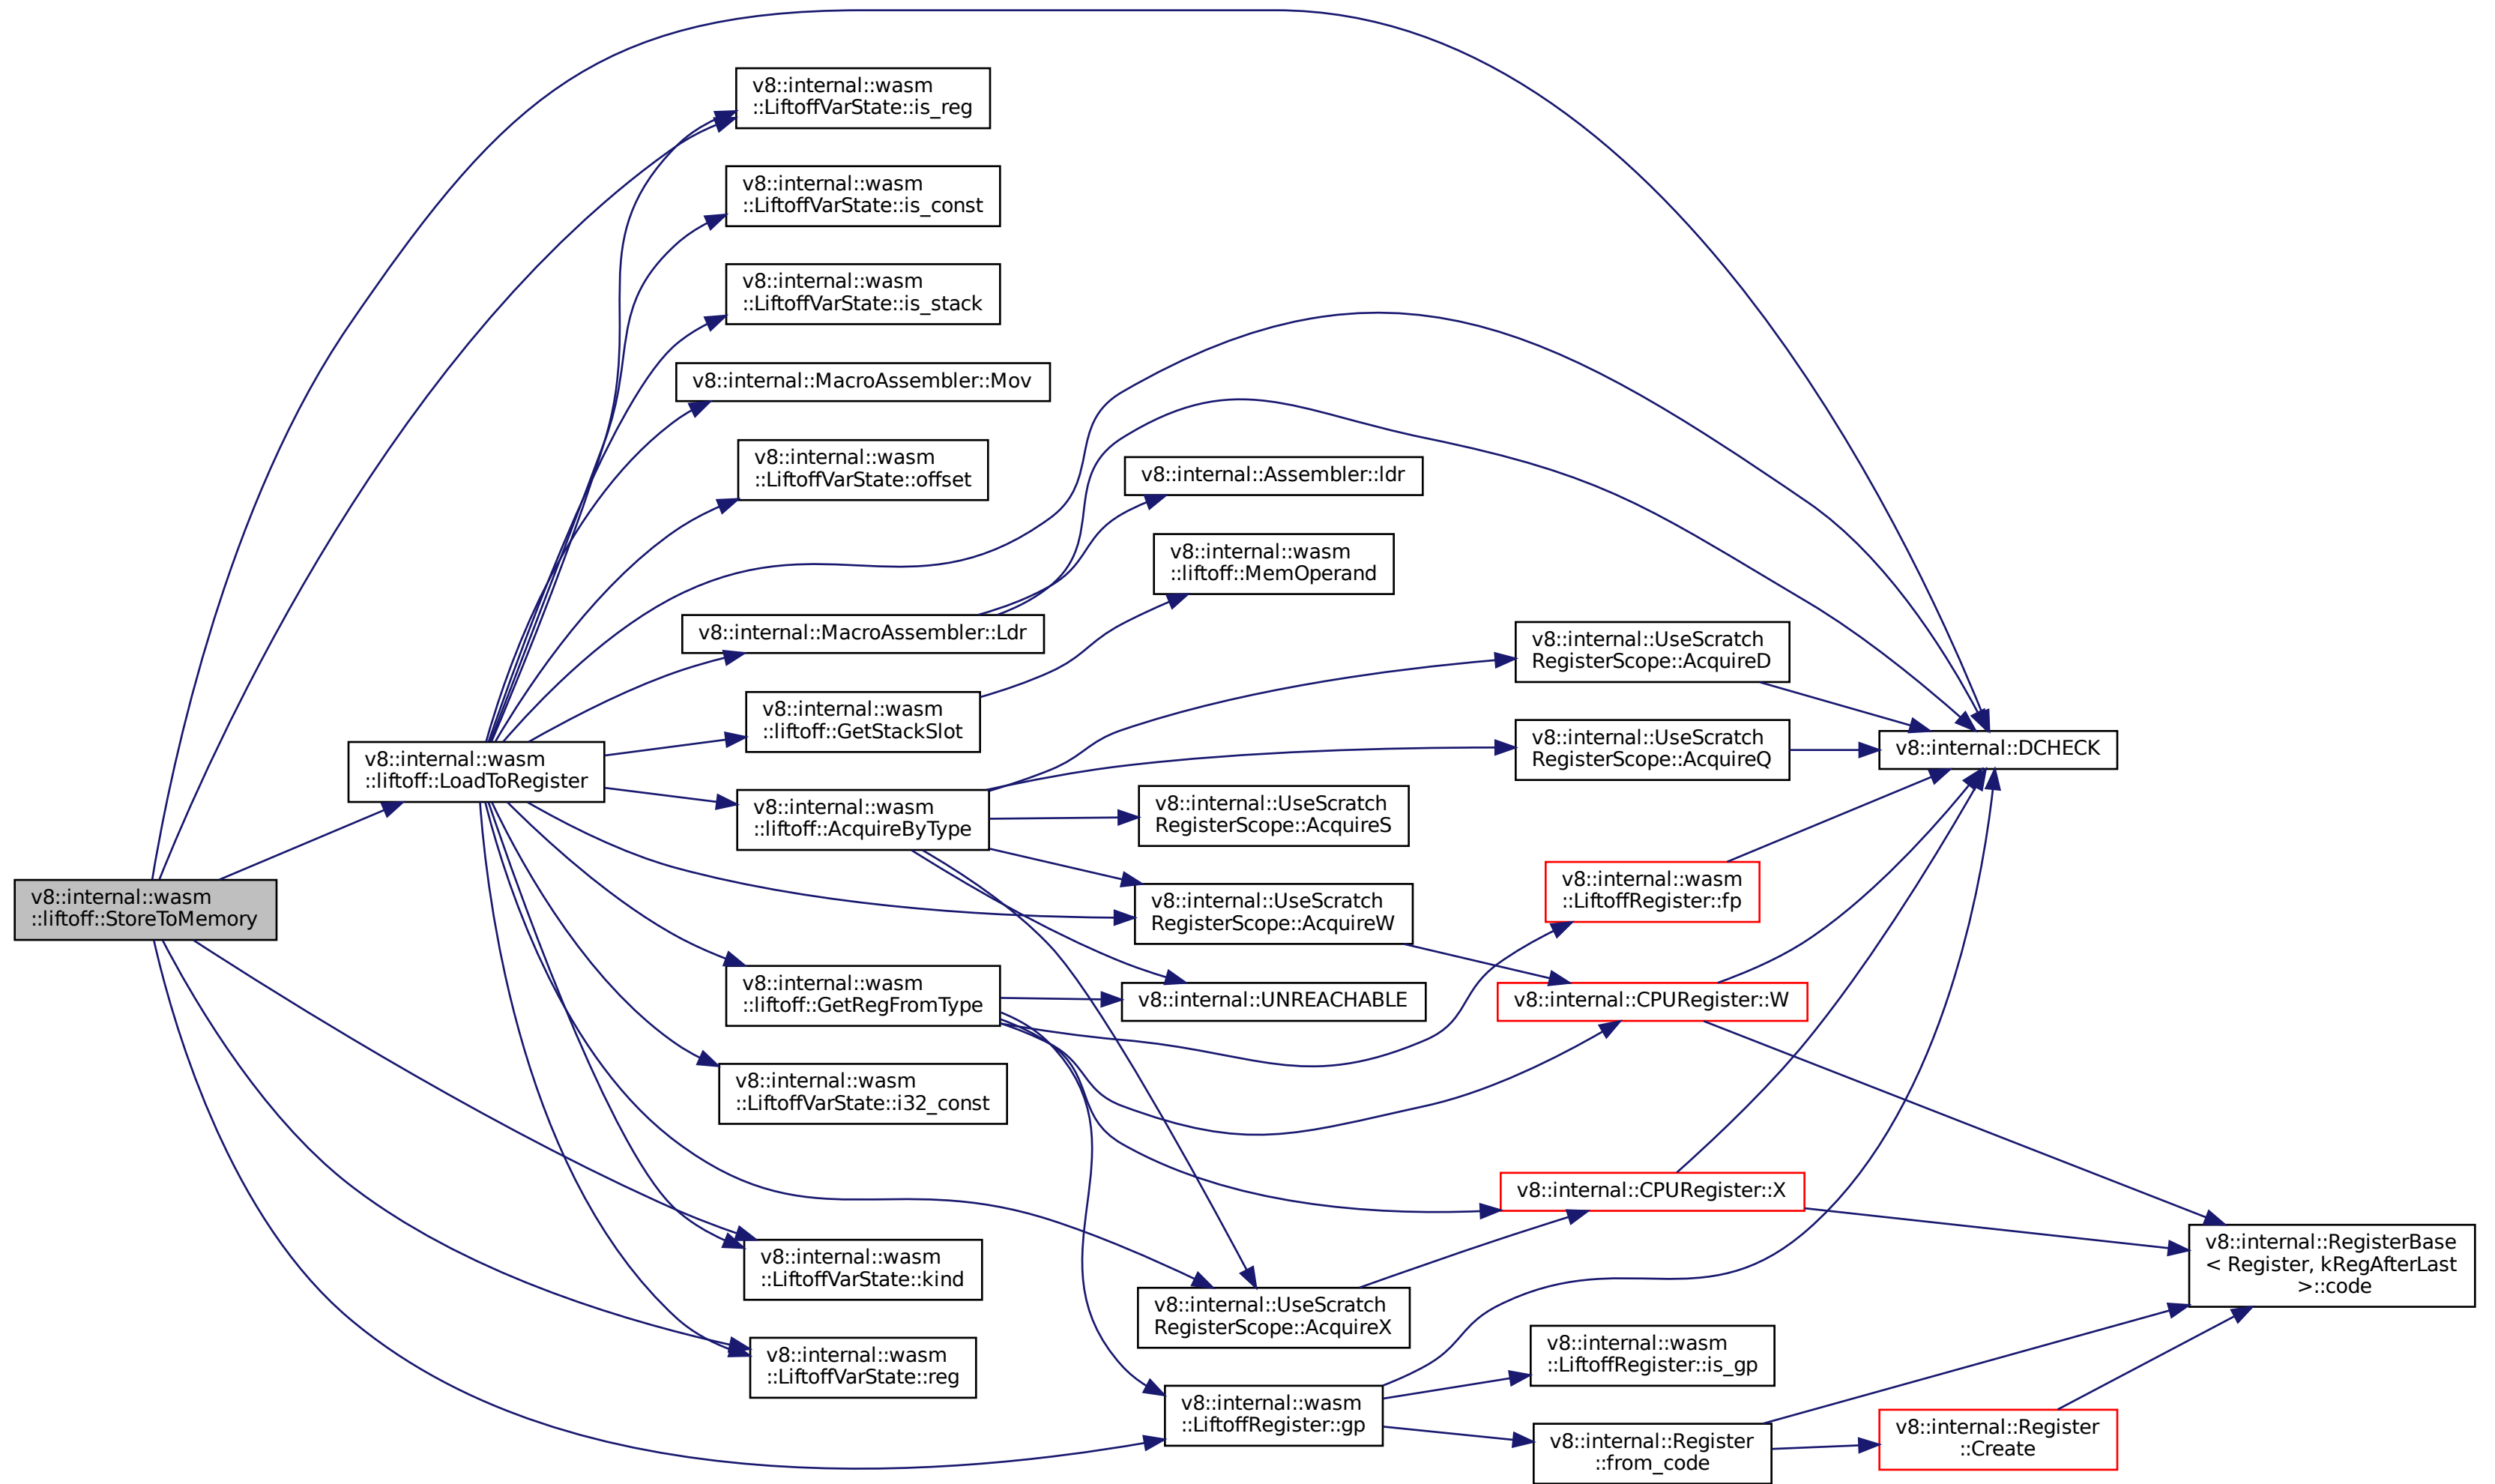 v8::internal::wasm
::LiftoffVarState::is_reg
v8::internal::wasm
::LiftoffVarState::is_const
v8::internal::wasm
::LiftoffVarState::is_stack
v8::internal::MacroAssembler::Mov
v8::internal::wasm
::LiftoffVarState::offset
v8::internal::Assembler::ldr
v8::internal::wasm
::liftoff::MemOperand
v8::internal::MacroAssembler::Ldr
v8::internal::UseScratch
RegisterScope::AcquireD
v8::internal::wasm
::liftoff::GetStackSlot
v8::internal::UseScratch
RegisterScope::AcquireQ
v8::internal::DCHECK
v8::internal::wasm
::liftoff::LoadToRegister
v8::internal::wasm
::liftoff::AcquireByType
v8::internal::UseScratch
RegisterScope::AcquireS
v8::internal::wasm
::LiftoffRegister::fp
v8::internal::wasm
::liftoff::StoreToMemory
v8::internal::UseScratch
RegisterScope::AcquireW
v8::internal::wasm
::liftoff::GetRegFromType
v8::internal::UNREACHABLE
v8::internal::CPURegister::W
v8::internal::wasm
::LiftoffVarState::i32_const
v8::internal::CPURegister::X
v8::internal::RegisterBase
< Register, kRegAfterLast
>::code
v8::internal::wasm
::LiftoffVarState::kind
v8::internal::UseScratch
RegisterScope::AcquireX
v8::internal::wasm
::LiftoffRegister::is_gp
v8::internal::wasm
::LiftoffVarState::reg
v8::internal::wasm
::LiftoffRegister::gp
v8::internal::Register
::from_code
v8::internal::Register
::Create